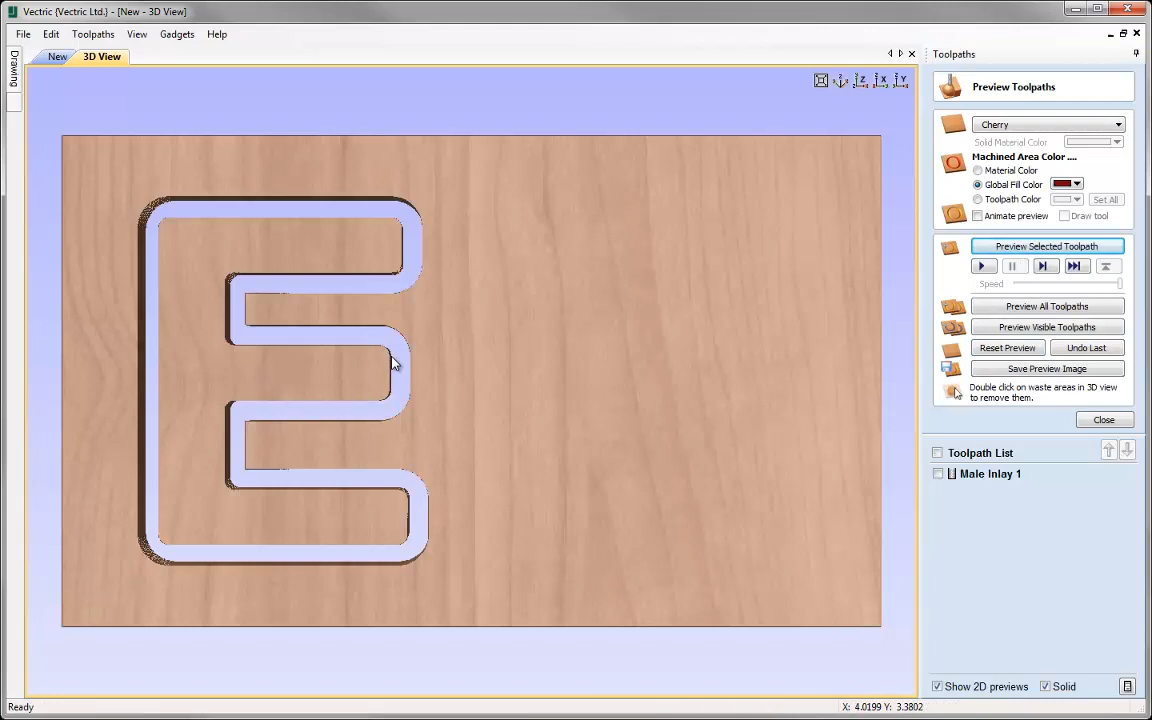 Vectric {Vectric Ltd.} - [New - 3D View]
File Edit Toolpaths View Gadgets Help
Drawing
New 3D View
Z X Y
Toolpaths
Preview Toolpaths
Cherry
Solid Material Color
Machined Area Color ....
Material Color
Global Fill Color
Toolpath Color Set All
Animate preview Draw tool
Preview Selected Toolpath
Speed
Preview All Toolpaths
Preview Visible Toolpaths
Reset Preview Undo Last
Save Preview Image
Double click on waste areas in 3D view
to remove them.
Close
Toolpath List
Male Inlay 1
Show 2D previews Solid
Ready
X: 4.0199 Y: 3.3802